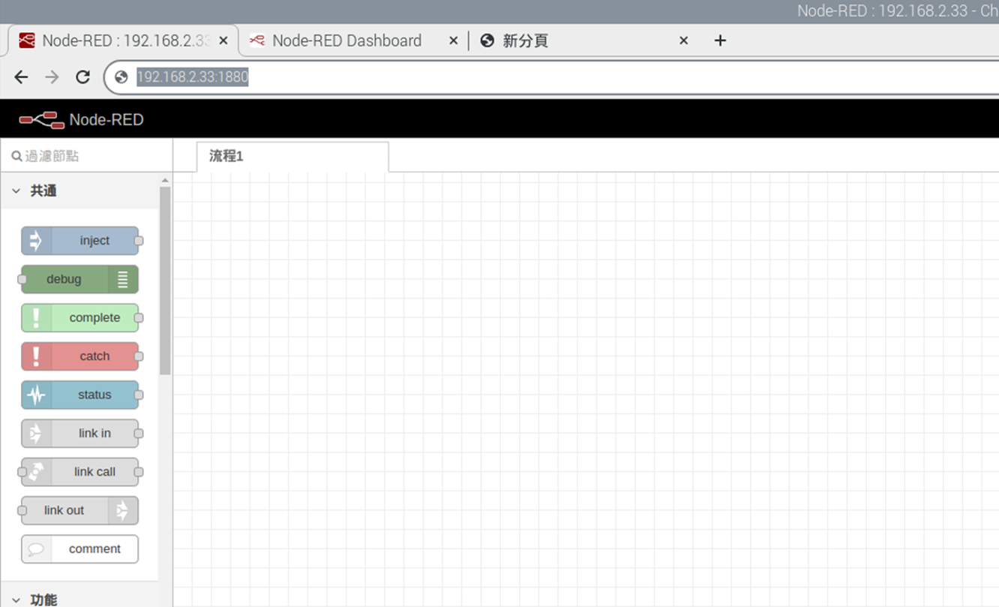 Node-RED : 192.168.2.33 - Ch
Node-RED : 192.168.2.33
Node-RED Dashboard
新分頁
192.168.2.33:1880
Node-RED
過濾節點
流程1
共通
inject
debug
complete
catch
status
link in
link call
link out
comment
功能